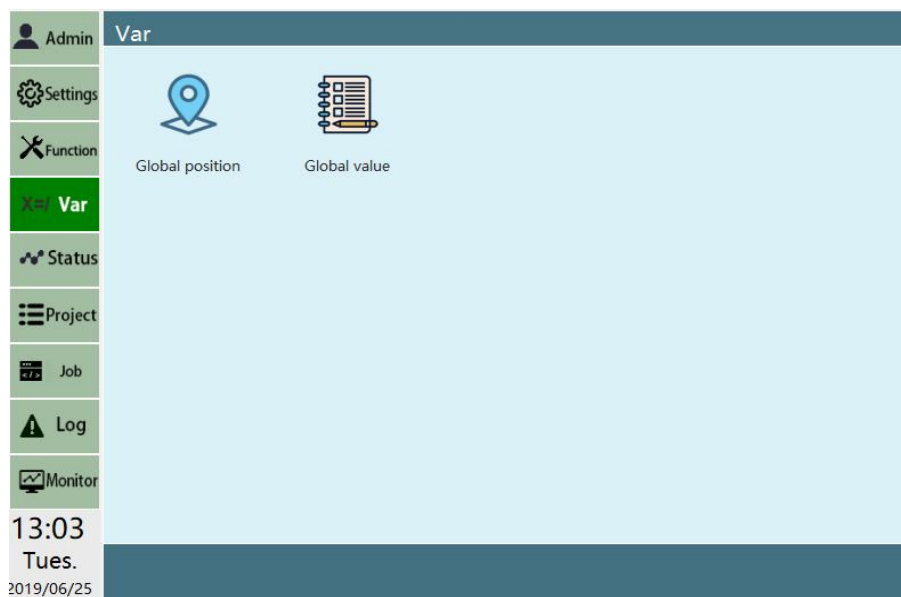 Admin
Settings
Function
X=/ Var
Status
Project
Job
Log
Monitor
13:03
Tues.
2019/06/25
Var
Global position
Global value